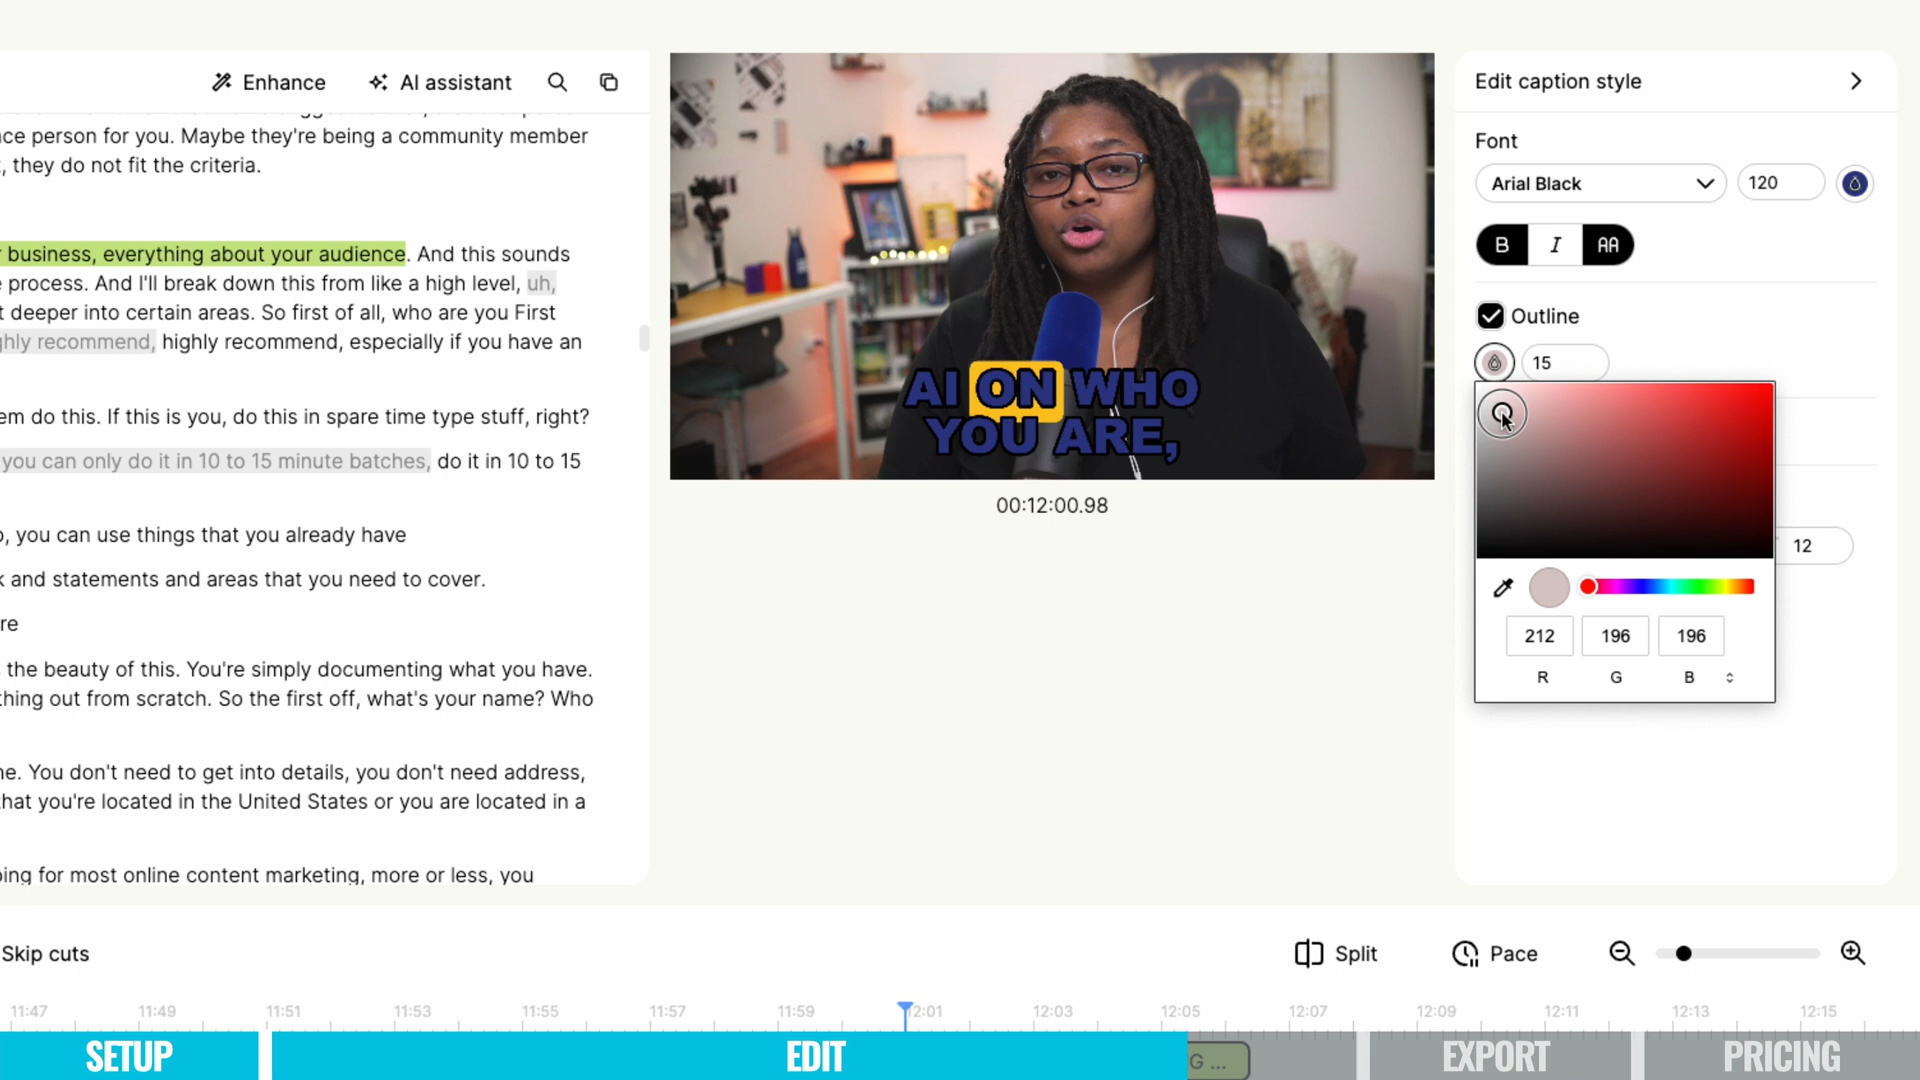 Enhance
AI assistant
ce person for you. Maybe they're being a community member
, they do not fit the criteria.
business, everything about your audience. And this sounds
process. And I'll break down this from like a high level, uh,
t deeper into certain areas. So first of all, who are you First
ghly recommend, highly recommend, especially if you have an
em do this. If this is you, do this in spare time type stuff, right?
you can only do it in 10 to 15 minute batches, do it in 10 to 15
, you can use things that you already have
k and statements and areas that you need to cover.
re
the beauty of this. You're simply documenting what you have.
thing out from scratch. So the first off, what's your name? Who
ne. You don't need to get into details, you don't need address,
that you're located in the United States or you are located in a
oing for most online content marketing, more or less, you
AI ON WHO
YOU ARE,
00:12:00.98
Edit caption style
Font
Arial Black
120
B I AA
Outline
15
12
212 196 196
R G B
Skip cuts
Split
Pace
11:47 11:49 11:51 11:53 11:55 11:57 11:59 12:01 12:03 12:05 12:07 12:09 12:11 12:13 12:15
G ...
SETUP
EDIT
EXPORT
PRICING